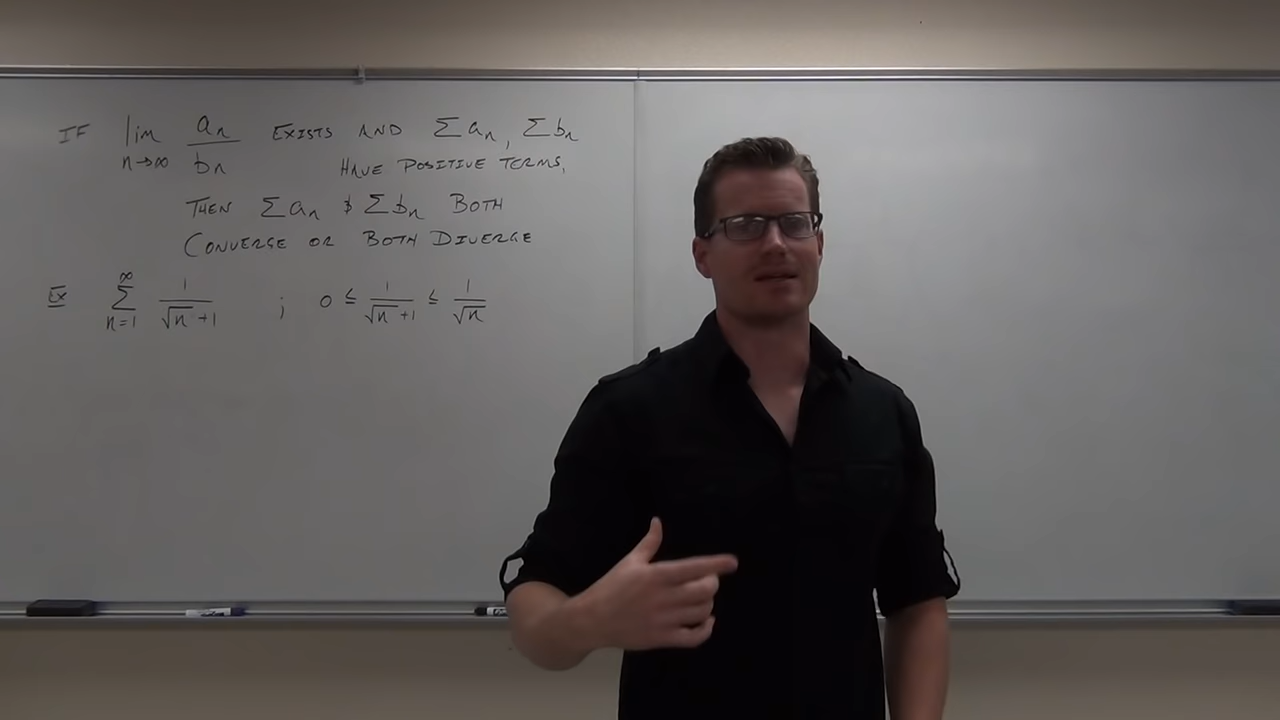 IF lim n→∞ an/bn EXISTS AND Σan, Σbn
HAVE POSITIVE TERMS,
THEN Σan & Σbn BOTH
CONVERGE OR BOTH DIVERGE
Ex ∞ Σ n=1 1/(√n +1) ; 0 ≤ 1/(√n +1) ≤ 1/√n